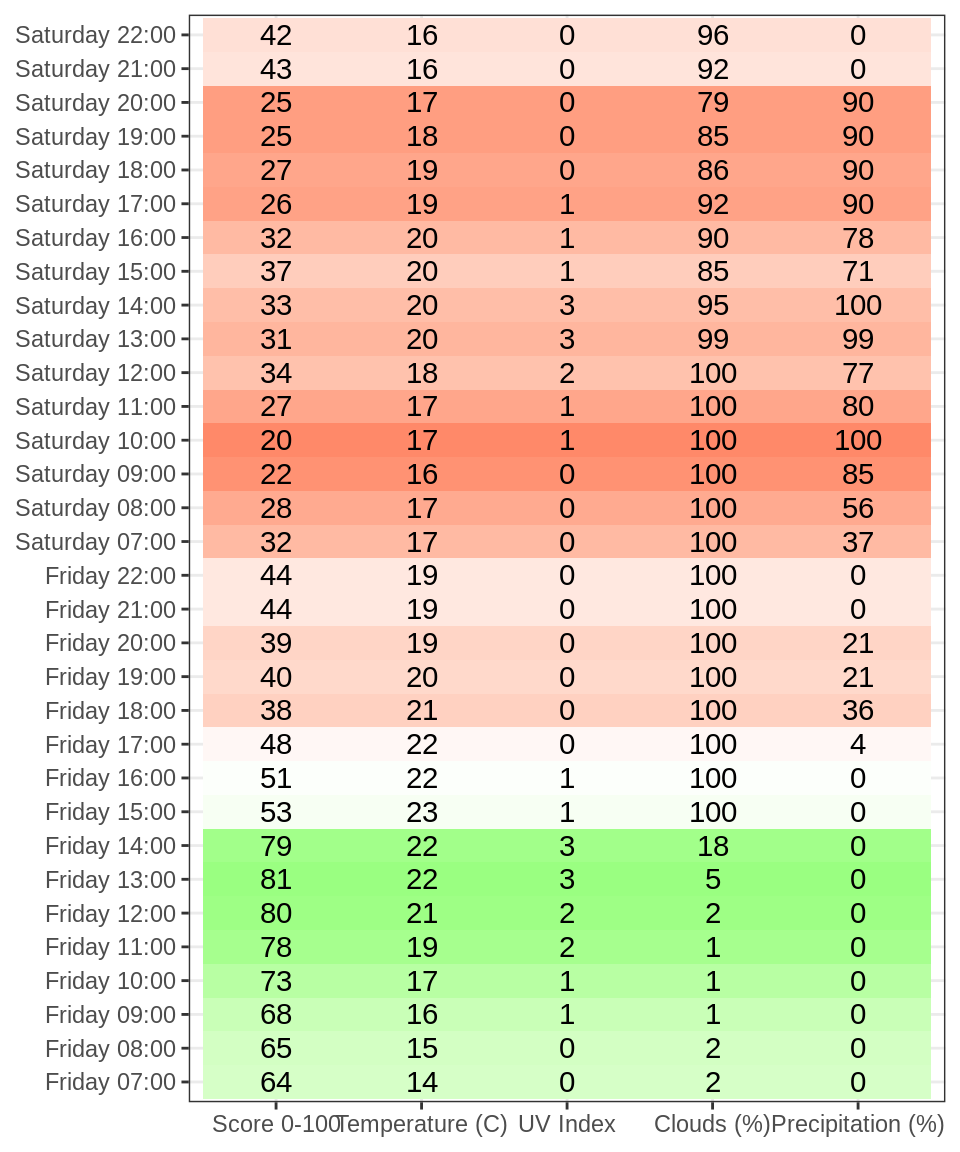 Saturday 22:00 42 16 0 96 0
Saturday 21:00 43 16 0 92 0
Saturday 20:00 25 17 0 79 90
Saturday 19:00 25 18 0 85 90
Saturday 18:00 27 19 0 86 90
Saturday 17:00 26 19 1 92 90
Saturday 16:00 32 20 1 90 78
Saturday 15:00 37 20 1 85 71
Saturday 14:00 33 20 3 95 100
Saturday 13:00 31 20 3 99 99
Saturday 12:00 34 18 2 100 77
Saturday 11:00 27 17 1 100 80
Saturday 10:00 20 17 1 100 100
Saturday 09:00 22 16 0 100 85
Saturday 08:00 28 17 0 100 56
Saturday 07:00 32 17 0 100 37
Friday 22:00 44 19 0 100 0
Friday 21:00 44 19 0 100 0
Friday 20:00 39 19 0 100 21
Friday 19:00 40 20 0 100 21
Friday 18:00 38 21 0 100 36
Friday 17:00 48 22 0 100 4
Friday 16:00 51 22 1 100 0
Friday 15:00 53 23 1 100 0
Friday 14:00 79 22 3 18 0
Friday 13:00 81 22 3 5 0
Friday 12:00 80 21 2 2 0
Friday 11:00 78 19 2 1 0
Friday 10:00 73 17 1 1 0
Friday 09:00 68 16 1 1 0
Friday 08:00 65 15 0 2 0
Friday 07:00 64 14 0 2 0
Score 0-100 Temperature (C) UV Index Clouds (%) Precipitation (%)